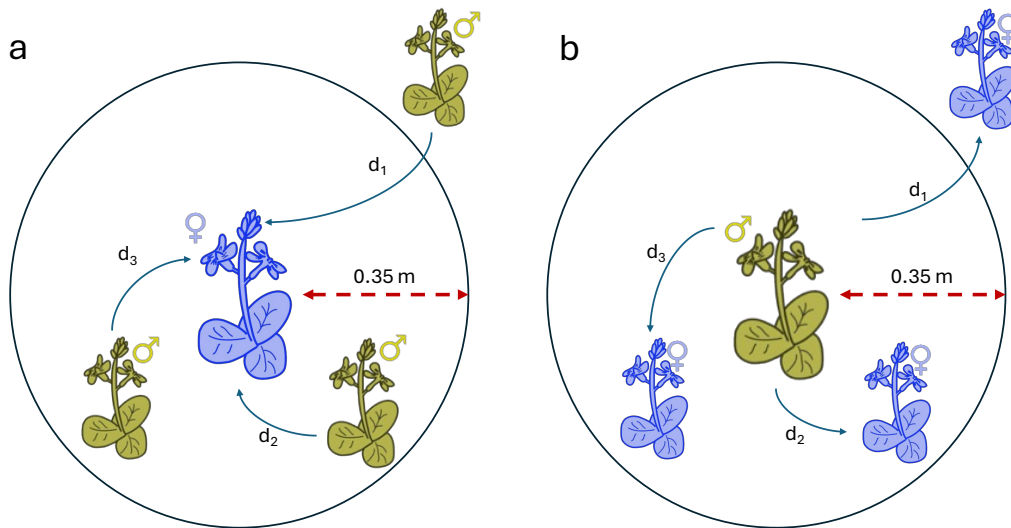 a
♂
d₁
♀
d₃
0.35 m
♂
♂
d₂
b
♀
d₁
♂
d₃
0.35 m
♀
♀
d₂